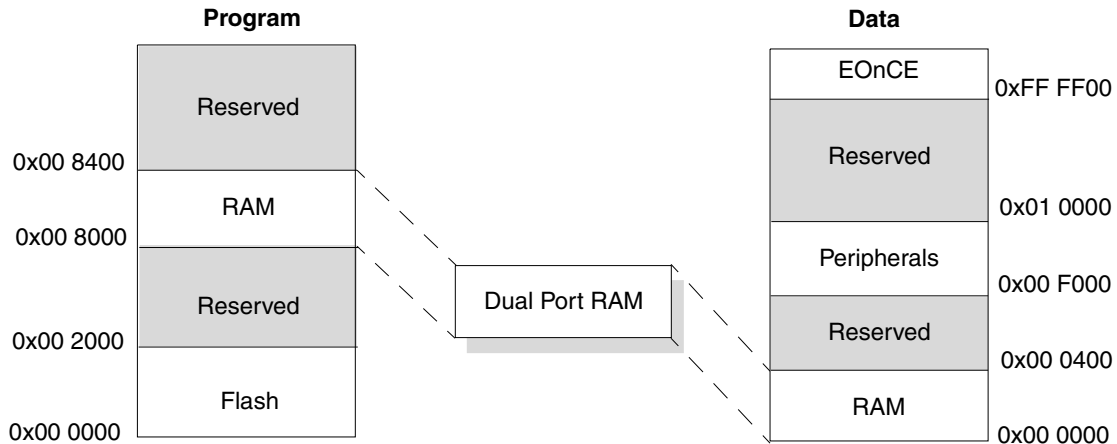 Program
Reserved
0x00 8400
RAM
0x00 8000
Reserved
0x00 2000
Flash
0x00 0000
Dual Port RAM
Data
EOnCE
0xFF FF00
Reserved
0x01 0000
Peripherals
0x00 F000
Reserved
0x00 0400
RAM
0x00 0000